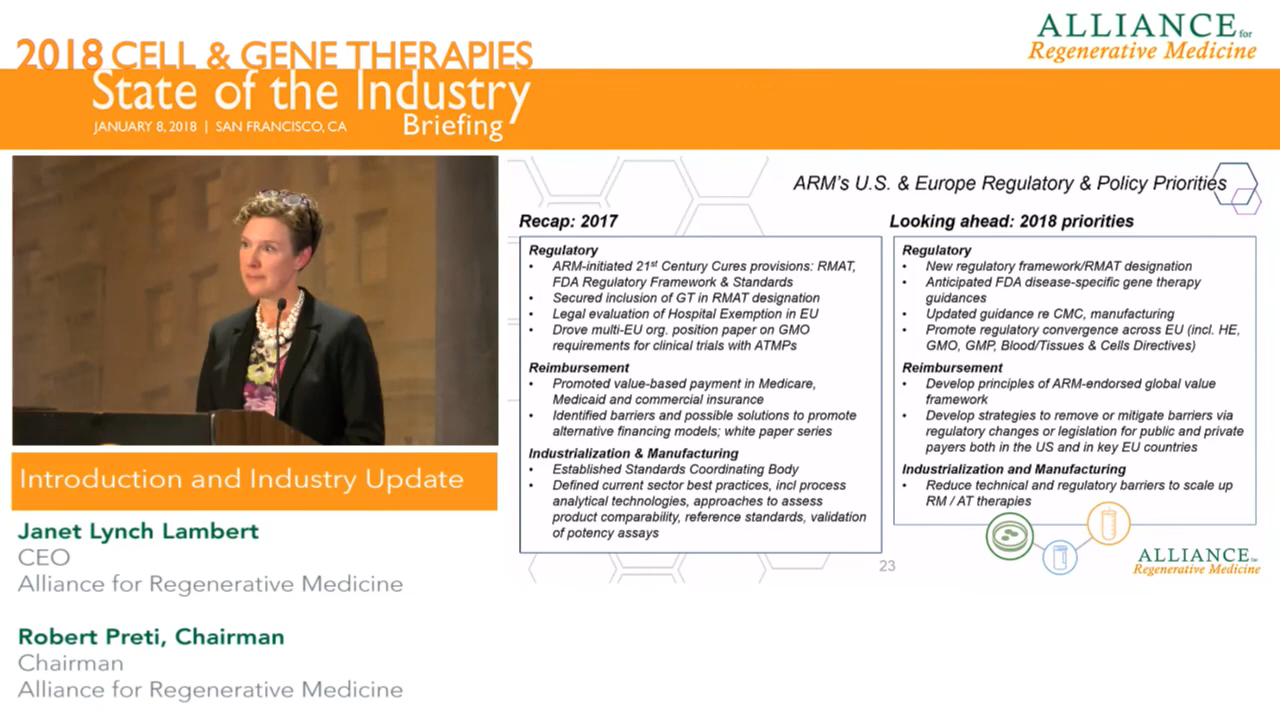 2018 CELL & GENE THERAPIES
State of the Industry
JANUARY 8, 2018 | SAN FRANCISCO, CA
Briefing
ALLIANCE for
Regenerative Medicine
ARM's U.S. & Europe Regulatory & Policy Priorities
Recap: 2017
Regulatory
• ARM-initiated 21st Century Cures provisions: RMAT,
FDA Regulatory Framework & Standards
• Secured inclusion of GT in RMAT designation
• Legal evaluation of Hospital Exemption in EU
• Drove multi-EU org. position paper on GMO
requirements for clinical trials with ATMPs
Reimbursement
• Promoted value-based payment in Medicare,
Medicaid and commercial insurance
• Identified barriers and possible solutions to promote
alternative financing models; white paper series
Industrialization & Manufacturing
• Established Standards Coordinating Body
• Defined current sector best practices, incl process
analytical technologies, approaches to assess
product comparability, reference standards, validation
of potency assays
Looking ahead: 2018 priorities
Regulatory
• New regulatory framework/RMAT designation
• Anticipated FDA disease-specific gene therapy
guidances
• Updated guidance re CMC, manufacturing
• Promote regulatory convergence across EU (incl. HE,
GMO, GMP, Blood/Tissues & Cells Directives)
Reimbursement
• Develop principles of ARM-endorsed global value
framework
• Develop strategies to remove or mitigate barriers via
regulatory changes or legislation for public and private
payers both in the US and in key EU countries
Industrialization and Manufacturing
• Reduce technical and regulatory barriers to scale up
RM / AT therapies
23
ALLIANCE for
Regenerative Medicine
Introduction and Industry Update
Janet Lynch Lambert
CEO
Alliance for Regenerative Medicine
Robert Preti, Chairman
Chairman
Alliance for Regenerative Medicine